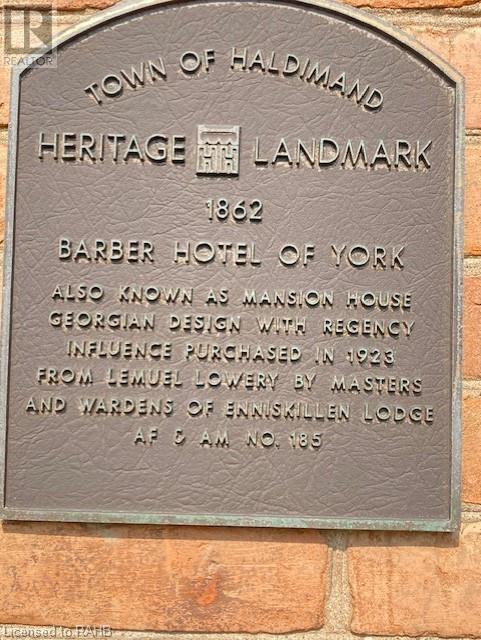 R
REALTOR
TOWN OF HALDIMAND
HERITAGE LANDMARK
1862
BARBER HOTEL OF YORK
ALSO KNOWN AS MANSION HOUSE
GEORGIAN DESIGN WITH REGENCY
INFLUENCE PURCHASED IN 1923
FROM LEMUEL LOWERY BY MASTERS
AND WARDENS OF ENNISKILLEN LODGE
AF & AM NO. 185
Licensed to RAHB